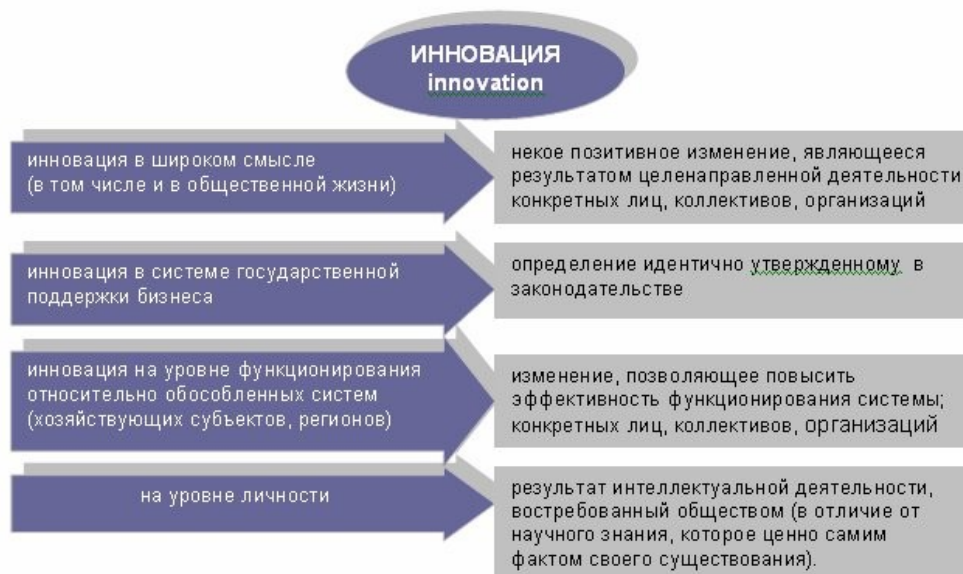 ИННОВАЦИЯ
innovation
инновация в широком смысле
(в том числе и в общественной жизни)
некое позитивное изменение, являющееся
результатом целенаправленной деятельности
конкретных лиц, коллективов, организаций
инновация в системе государственной
поддержки бизнеса
определение идентично утвержденному в
законодательстве
инновация на уровне функционирования
относительно обособленных систем
(хозяйствующих субъектов, регионов)
изменение, позволяющее повысить
эффективность функционирования системы;
конкретных лиц, коллективов, организаций
на уровне личности
результат интеллектуальной деятельности,
востребованный обществом (в отличие от
научного знания, которое ценно самим
фактом своего существования).